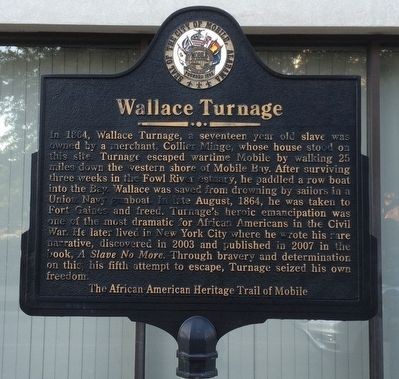 SEAL OF THE CITY OF MOBILE, ALABAMA
Wallace Turnage
In 1864, Wallace Turnage, a seventeen year old slave was
owned by a merchant, Collier Minge, whose house stood on
this site. Turnage escaped wartime Mobile by walking 25
miles down the western shore of Mobile Bay. After surviving
three weeks in the Fowl River estuary, he paddled a row boat
into the Bay. Wallace was saved from drowning by sailors in a
Union Navy gunboat. In late August, 1864, he was taken to
Fort Gaines and freed. Turnage's heroic emancipation was
one of the most dramatic for African Americans in the Civil
War. He later lived in New York City where he wrote his rare
narrative, discovered in 2003 and published in 2007 in the
book, A Slave No More. Through bravery and determination
on this, his fifth attempt to escape, Turnage seized his own
freedom.
The African American Heritage Trail of Mobile